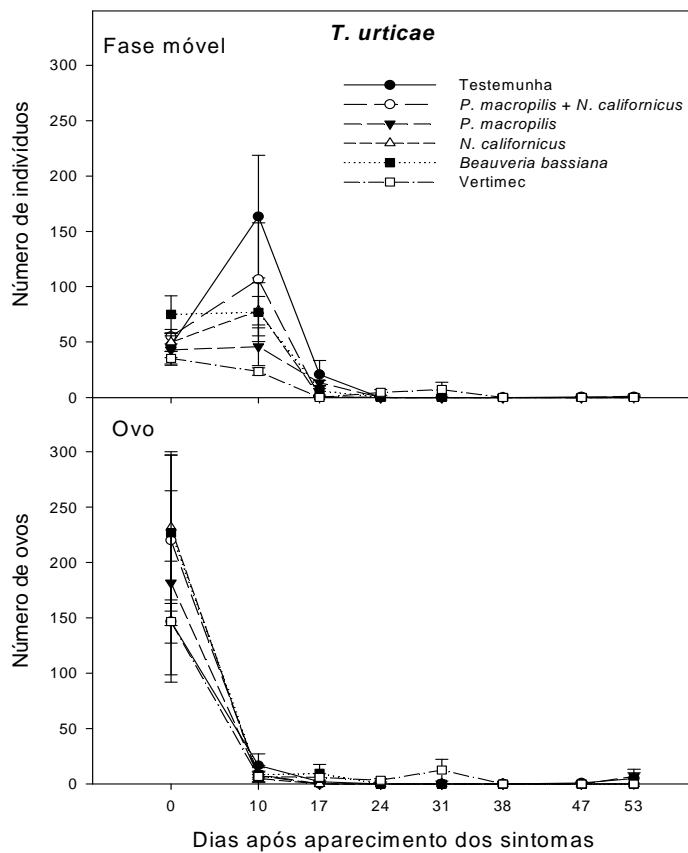 T. urticae
Fase móvel
Testemunha
P. macropilis + N. californicus
P. macropilis
N. californicus
Beauveria bassiana
Vertimec
Número de indivíduos
300
250
200
150
100
50
0
Ovo
Número de ovos
300
250
200
150
100
50
0
0 10 17 24 31 38 47 53
Dias após aparecimento dos sintomas